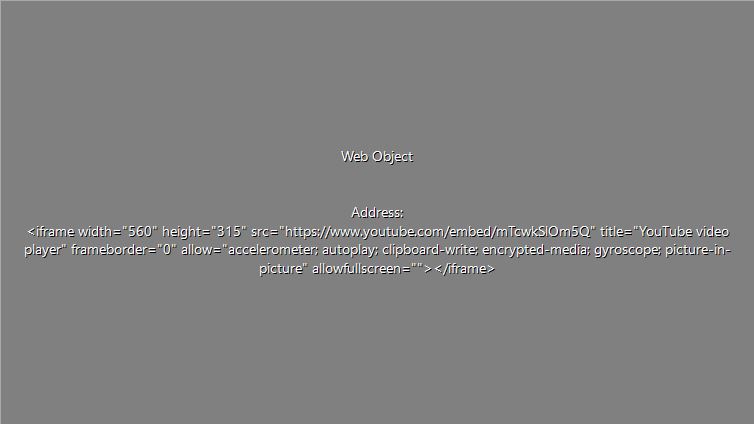 Web Object
Address:
<iframe width="560" height="315" src="https://www.youtube.com/embed/mTcwkSlOm5Q" title="YouTube video
player" frameborder="0" allow="accelerometer; autoplay; clipboard-write; encrypted-media; gyroscope; picture-in-
picture" allowfullscreen=""></iframe>